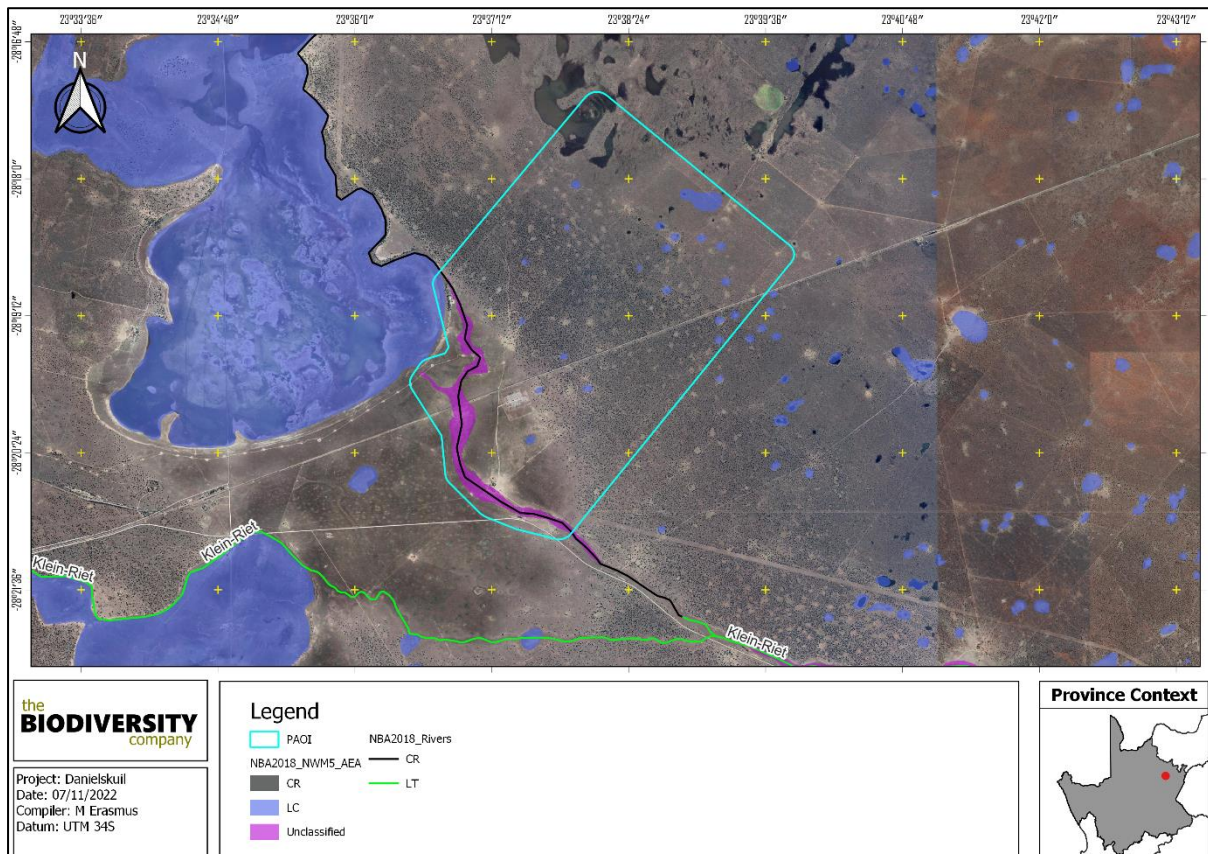 23°33'36" 23°34'48" 23°36'0" 23°37'12" 23°38'24" 23°39'36" 23°40'48" 23°42'0" 23°43'12"
-28°16'48"
-28°18'0"
-28°19'12"
-28°20'24"
-28°21'36"
N
Klein-Riet
Klein-Riet
Klein-Riet
the
BIODIVERSITY
company
Project: Danielskuil
Date: 07/11/2022
Compiler: M Erasmus
Datum: UTM 34S
Legend
PAOI
NBA2018_NWM5_AEA
CR
LC
Unclassified
NBA2018_Rivers
CR
LT
Province Context